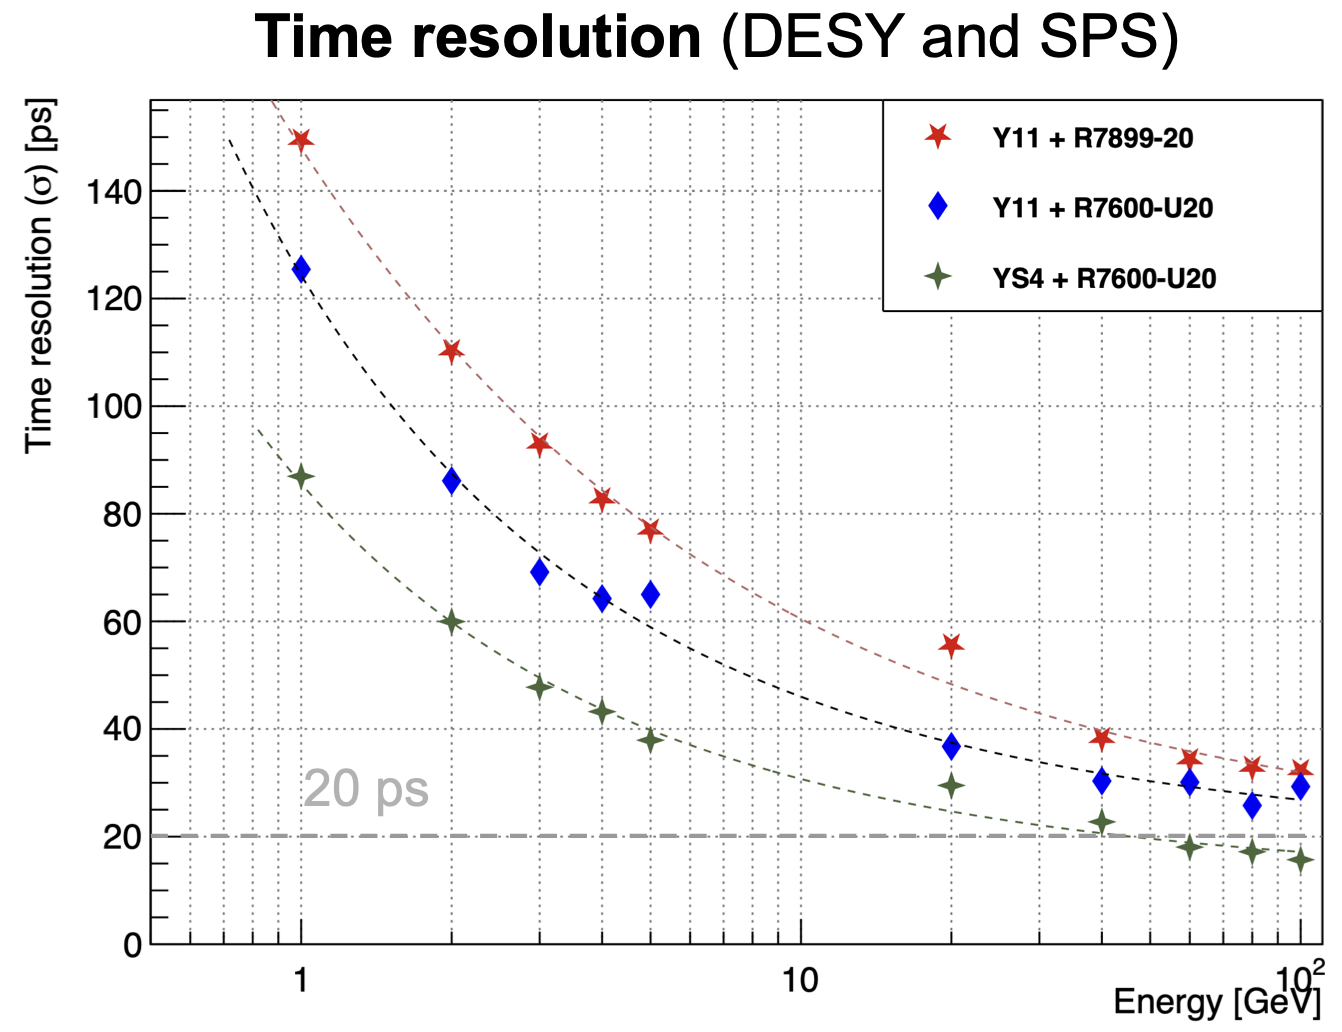 Time resolution (DESY and SPS)
Time resolution (σ) [ps]
Y11 + R7899-20
Y11 + R7600-U20
YS4 + R7600-U20
140
120
100
80
60
40
20
0
20 ps
1
10
10²
Energy [GeV]